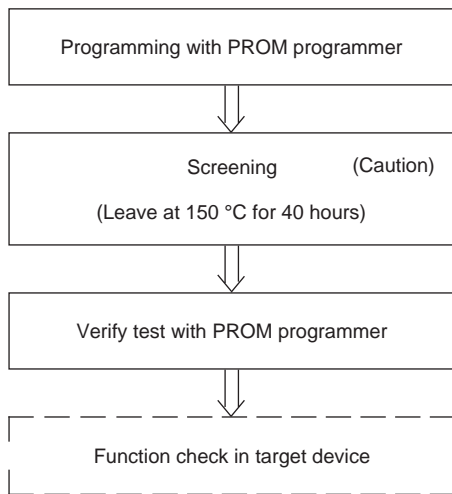 Programming with PROM programmer
Screening (Caution)
(Leave at 150 °C for 40 hours)
Verify test with PROM programmer
Function check in target device